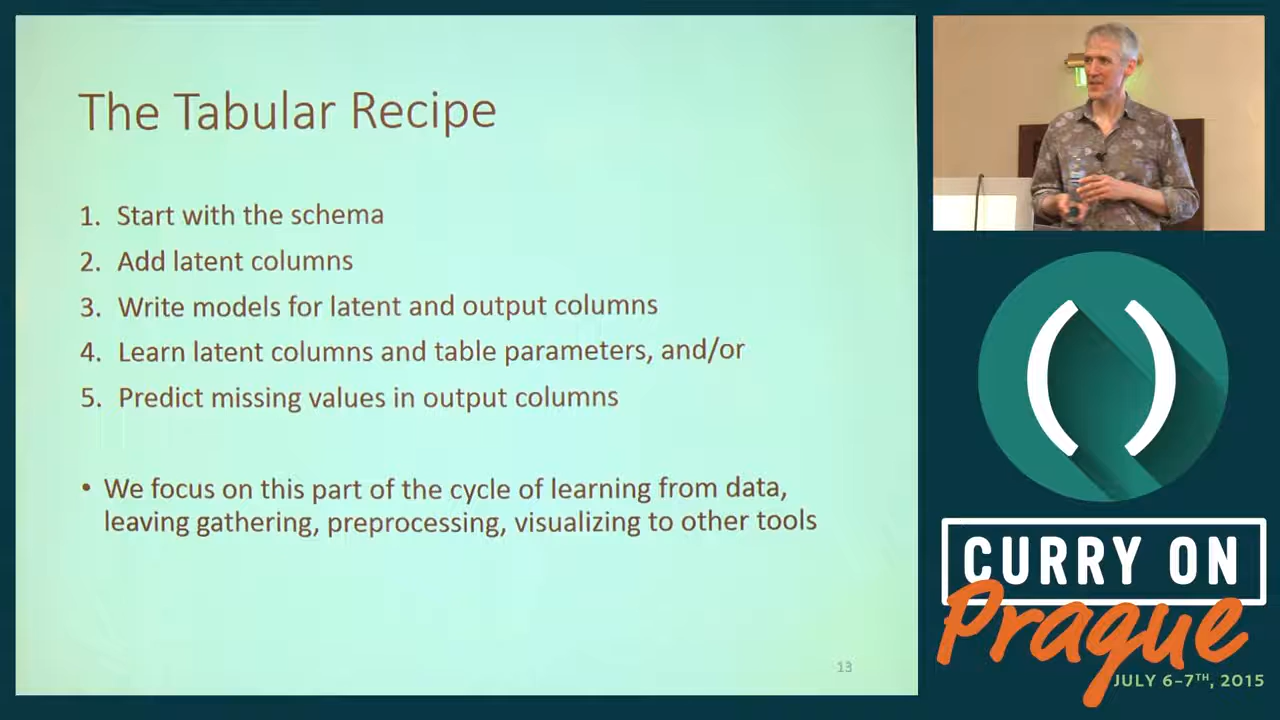 The Tabular Recipe
1. Start with the schema
2. Add latent columns
3. Write models for latent and output columns
4. Learn latent columns and table parameters, and/or
5. Predict missing values in output columns
• We focus on this part of the cycle of learning from data,
leaving gathering, preprocessing, visualizing to other tools
13
( )
CURRY ON
Prague
JULY 6-7TH, 2015